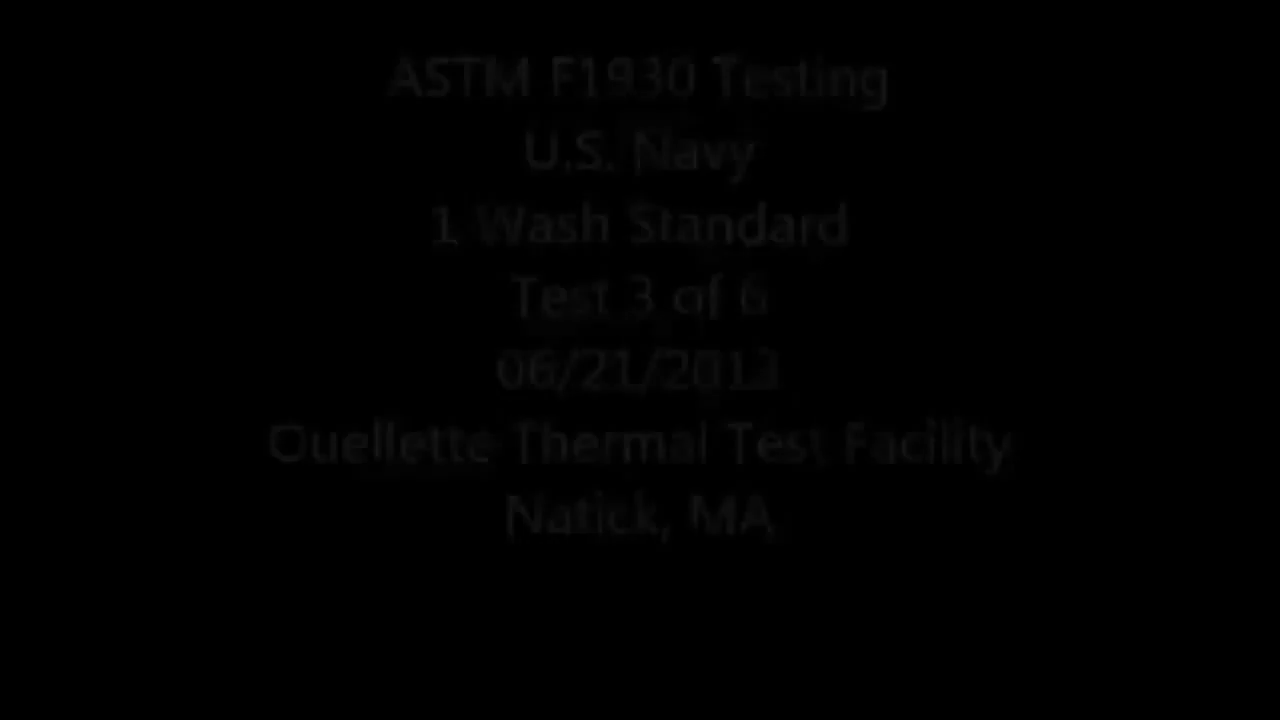 ASTM F1930 Testing
U.S. Navy
1 Wash Standard
Test 3 of 6
06/21/2013
Ouellette Thermal Test Facility
Natick, MA